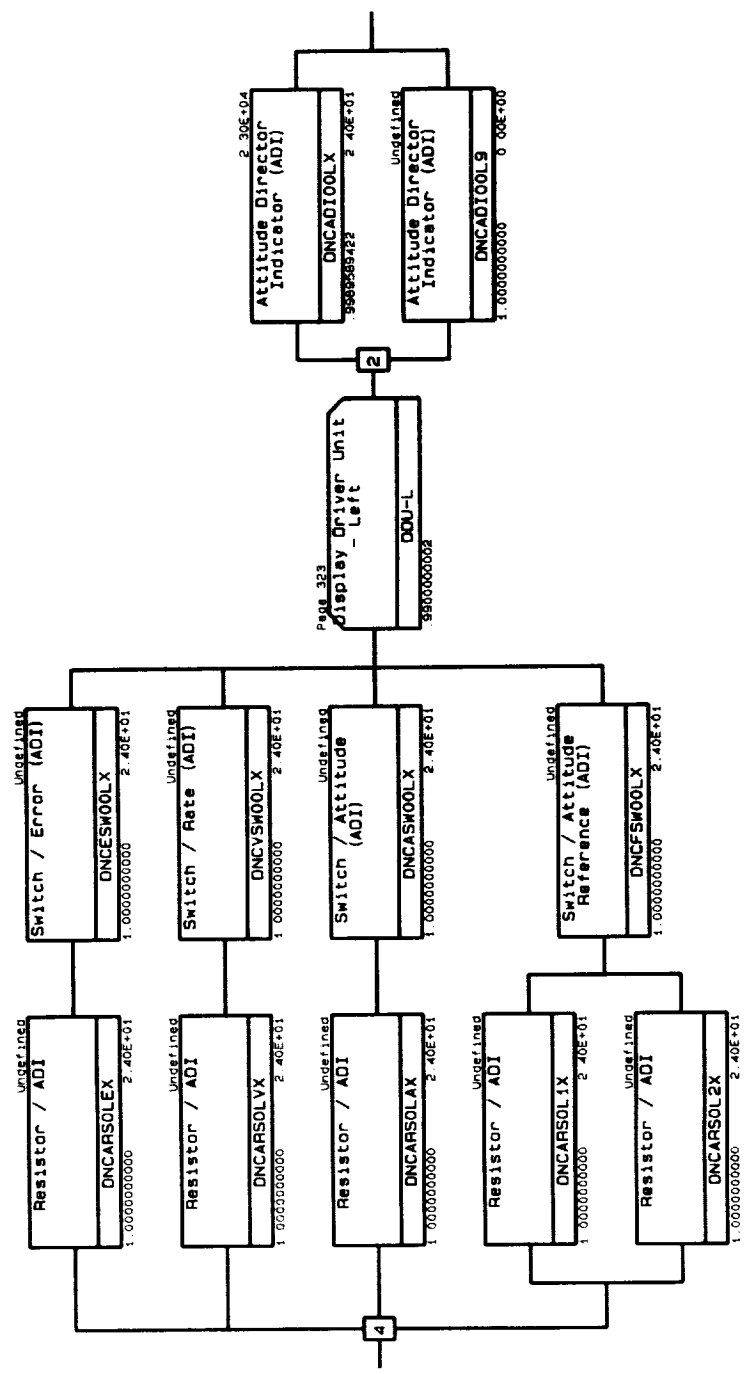 Undefined
Resistor / ADI
DNCARS0LEX
1.0000000000 2.40E+01
Undefined
Switch / Error (ADI)
DNCESW00LX
1.0000000000 2.40E+01
Undefined
Resistor / ADI
DNCARS0LVX
1 0000000000 2.40E+01
Undefined
Switch / Rate (ADI)
DNCVSW00LX
1 0000000000 2.40E+01
Undefined
Resistor / ADI
DNCARS0LAX
1.0000000000 2.40E+01
Undefined
Switch / Attitude
(ADI)
DNCASW00LX
1.0000000000 2.40E+01
4
Undefined
Resistor / ADI
DNCARS0L1X
1 0000000000 2 40E+01
Undefined
Resistor / ADI
DNCARS0L2X
1.0000000000 2.40E+01
Undefined
Switch / Attitude
Reference (ADI)
DNCFSW00LX
1.0000000000 2.40E+01
Page 323
Display Driver Unit
_ Left
DDU-L
.9900000002
2
2 30E+04
Attitude Director
Indicator (ADI)
DNCADI00LX
.9989589422 2 40E+01
Undefined
Attitude Director
Indicator (ADI)
DNCADI00L9
1.0000000000 0 00E+00